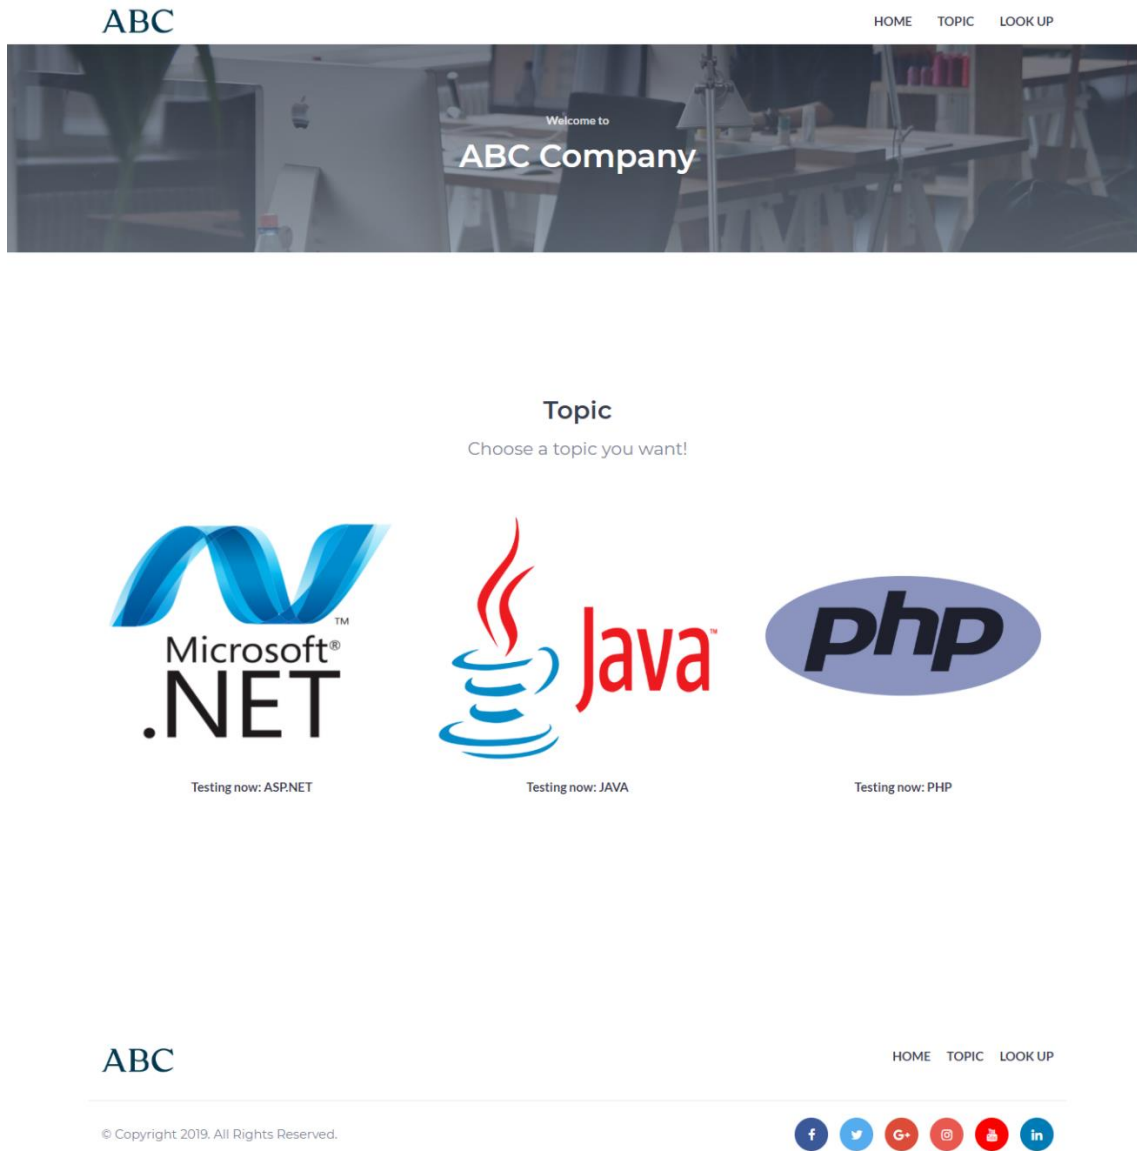 ABC
HOME TOPIC LOOK UP
Welcome to
ABC Company
Topic
Choose a topic you want!
TM
Microsoft®
.NET
Java™
php
Testing now: ASP.NET
Testing now: JAVA
Testing now: PHP
ABC
HOME TOPIC LOOK UP
© Copyright 2019. All Rights Reserved.
f
G+
in